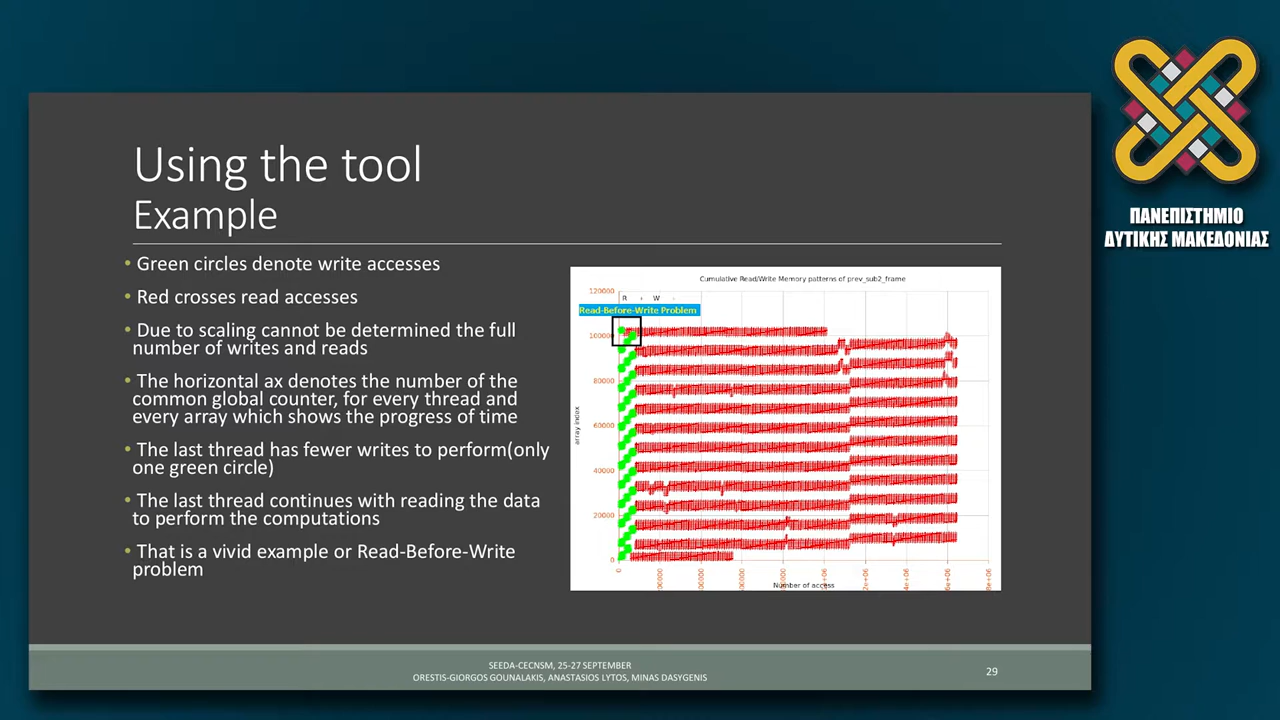 Using the tool
Example
• Green circles denote write accesses
• Red crosses read accesses
• Due to scaling cannot be determined the full
number of writes and reads
• The horizontal ax denotes the number of the
common global counter, for every thread and
every array which shows the progress of time
• The last thread has fewer writes to perform(only
one green circle)
• The last thread continues with reading the data
to perform the computations
• That is a vivid example or Read-Before-Write
problem
Cumulative Read/Write Memory patterns of prev_sub2_frame
R W
Read-Before-Write Problem
120000
100000
80000
60000
40000
20000
0
array index
0
Number of access
SEEDA-CECNSM, 25-27 SEPTEMBER
ORESTIS-GIORGOS GOUNALAKIS, ANASTASIOS LYTOS, MINAS DASYGENIS
29
ΠΑΝΕΠΙΣΤΗΜΙΟ
ΔΥΤΙΚΗΣ ΜΑΚΕΔΟΝΙΑΣ